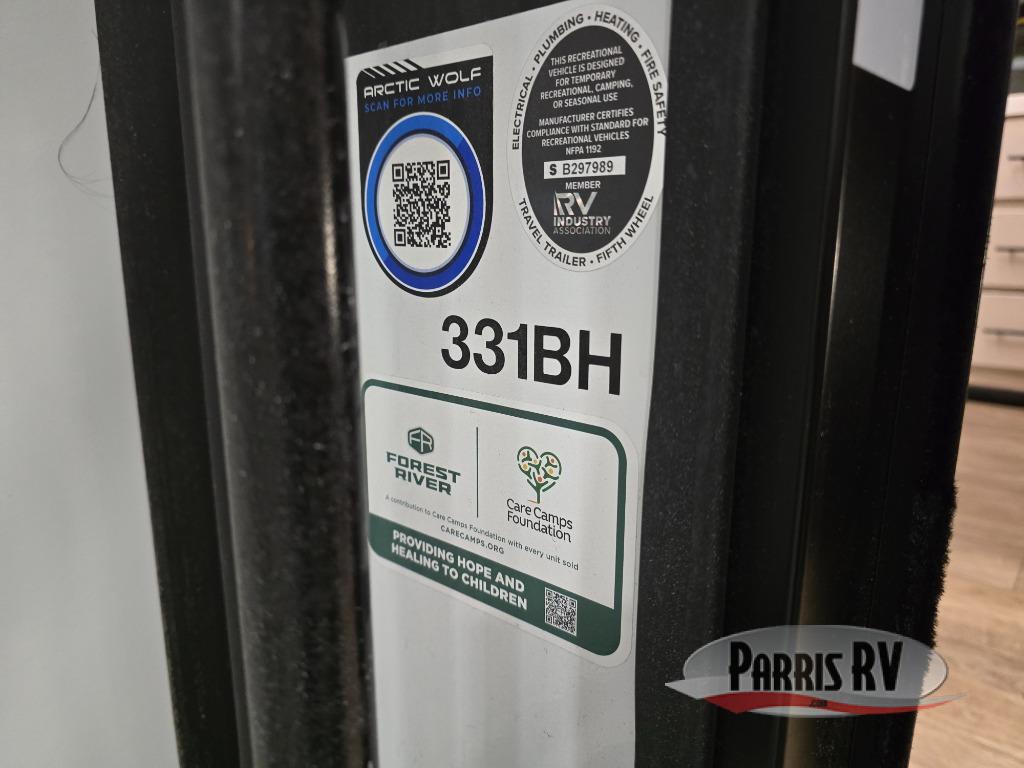 ARCTIC WOLF
SCAN FOR MORE INFO
ELECTRICAL • PLUMBING • HEATING • FIRE SAFETY
THIS RECREATIONAL
VEHICLE IS DESIGNED
FOR TEMPORARY
RECREATIONAL, CAMPING,
OR SEASONAL USE
MANUFACTURER CERTIFIES
COMPLIANCE WITH STANDARD FOR
RECREATIONAL VEHICLES
NFPA 1192
S B297989
MEMBER
RV
INDUSTRY
ASSOCIATION
TRAVEL TRAILER • FIFTH WHEEL
331BH
FR
FOREST
RIVER
Care Camps
Foundation
A contribution to Care Camps Foundation with every unit sold
CARECAMPS.ORG
PROVIDING HOPE AND
HEALING TO CHILDREN
PARRIS RV
.com